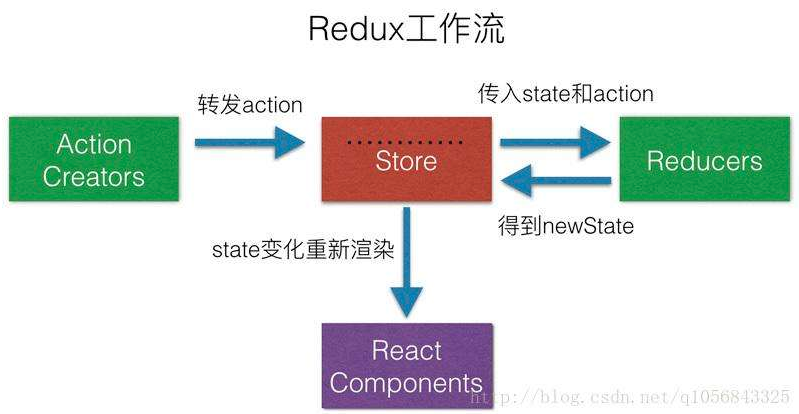 Redux工作流
转发action
传入state和action
Action
Creators
Store
Reducers
得到newState
state变化重新渲染
React
Components
http://blog.csdn.net/q1056843325